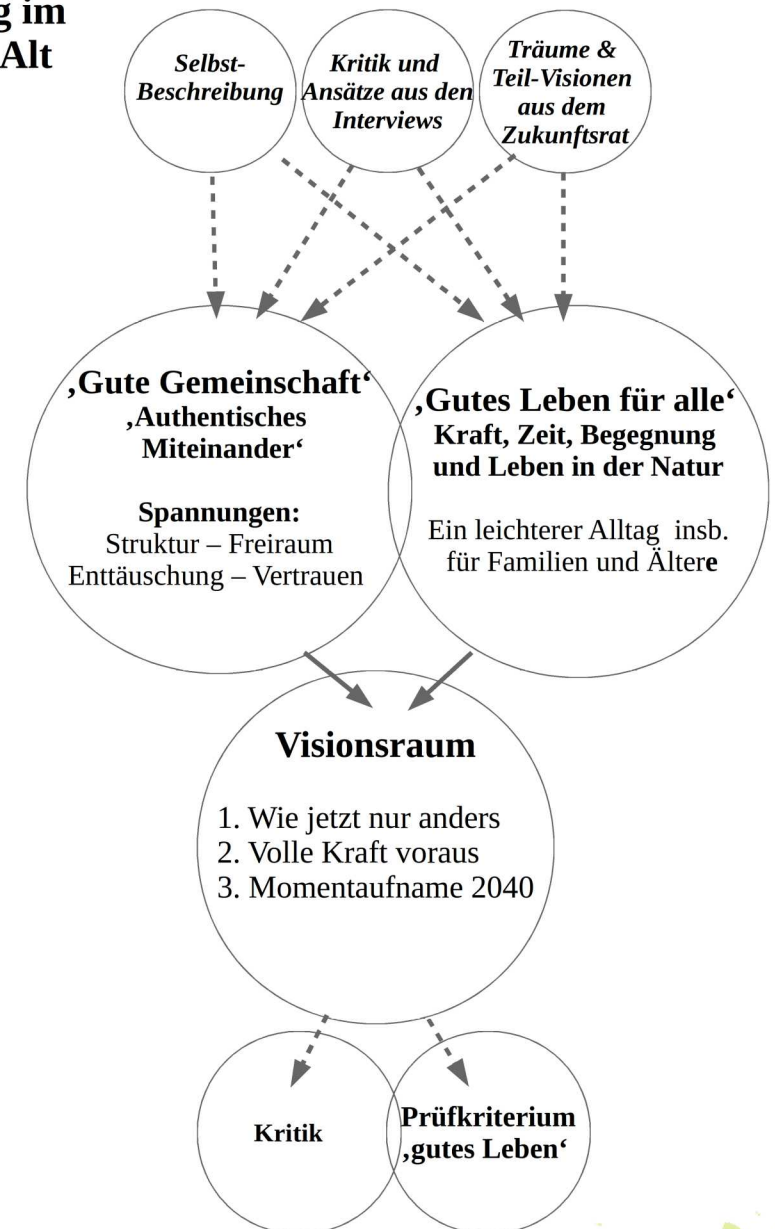 g im
Alt
Selbst-
Beschreibung
Kritik und
Ansätze aus den
Interviews
Träume &
Teil-Visionen
aus dem
Zukunftsrat
‚Gute Gemeinschaft‘
‚Authentisches
Miteinander‘
Spannungen:
Struktur – Freiraum
Enttäuschung – Vertrauen
‚Gutes Leben für alle‘
Kraft, Zeit, Begegnung
und Leben in der Natur
Ein leichterer Alltag  insb.
für Familien und Ältere
Visionsraum
1. Wie jetzt nur anders
2. Volle Kraft voraus
3. Momentaufname 2040
Kritik
Prüfkriterium
‚gutes Leben‘